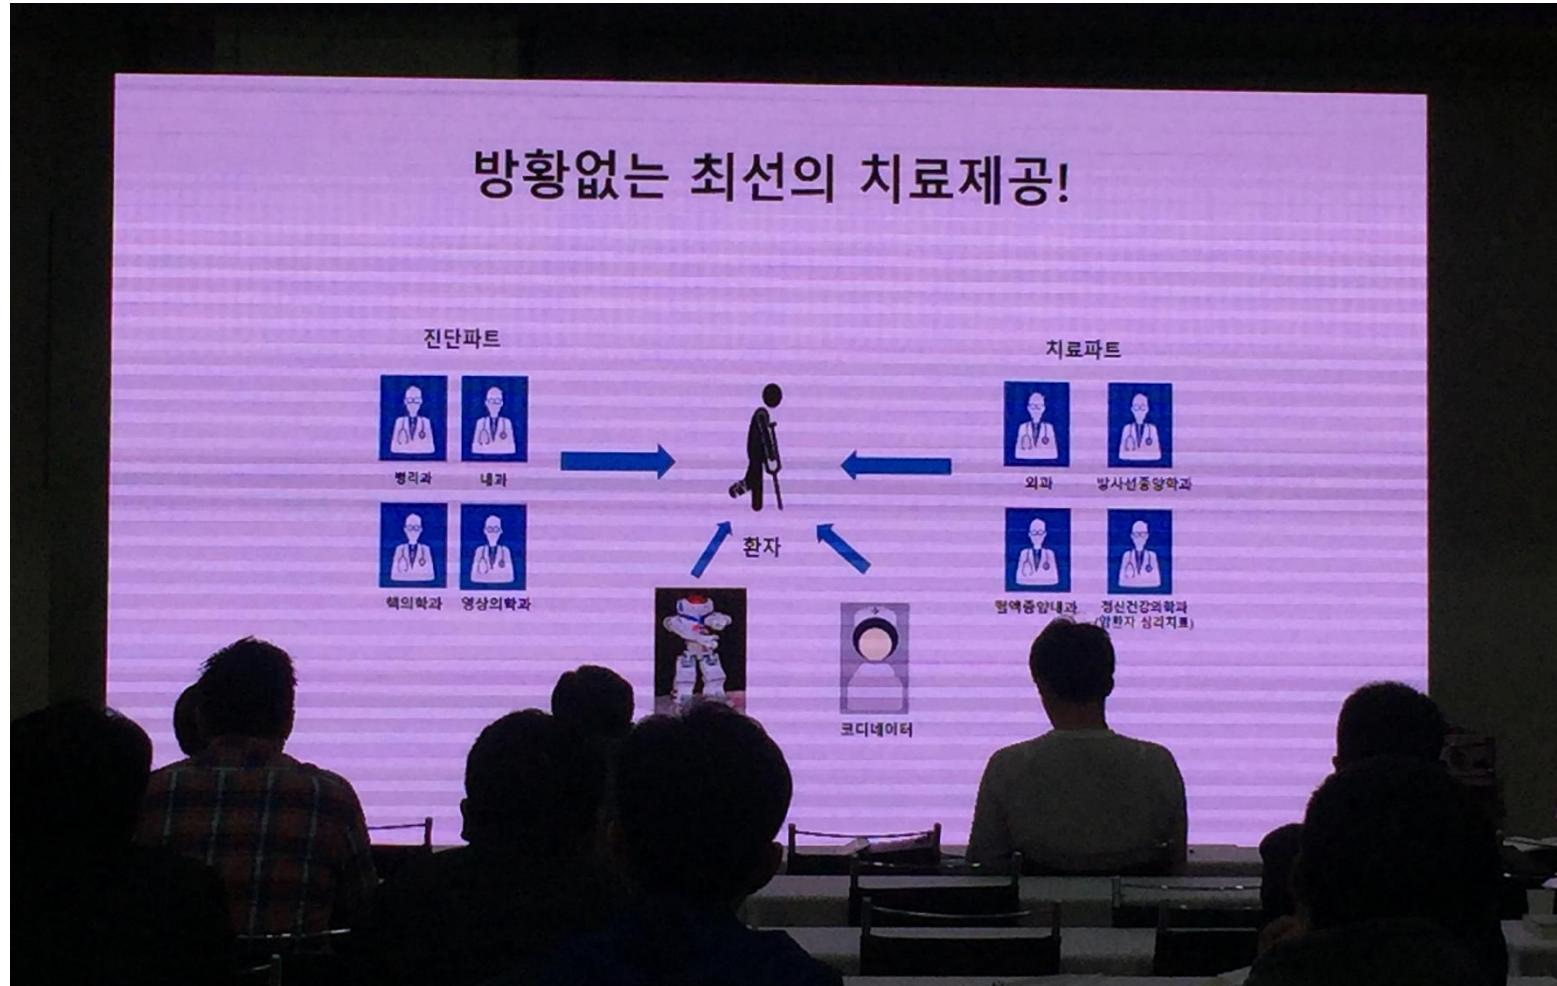 방황없는 최선의 치료제공!
진단파트
치료파트
병리과 내과
외과 방사선종양학과
환자
핵의학과 영상의학과
혈액종양내과 정신건강의학과
(암환자 심리치료)
코디네이터